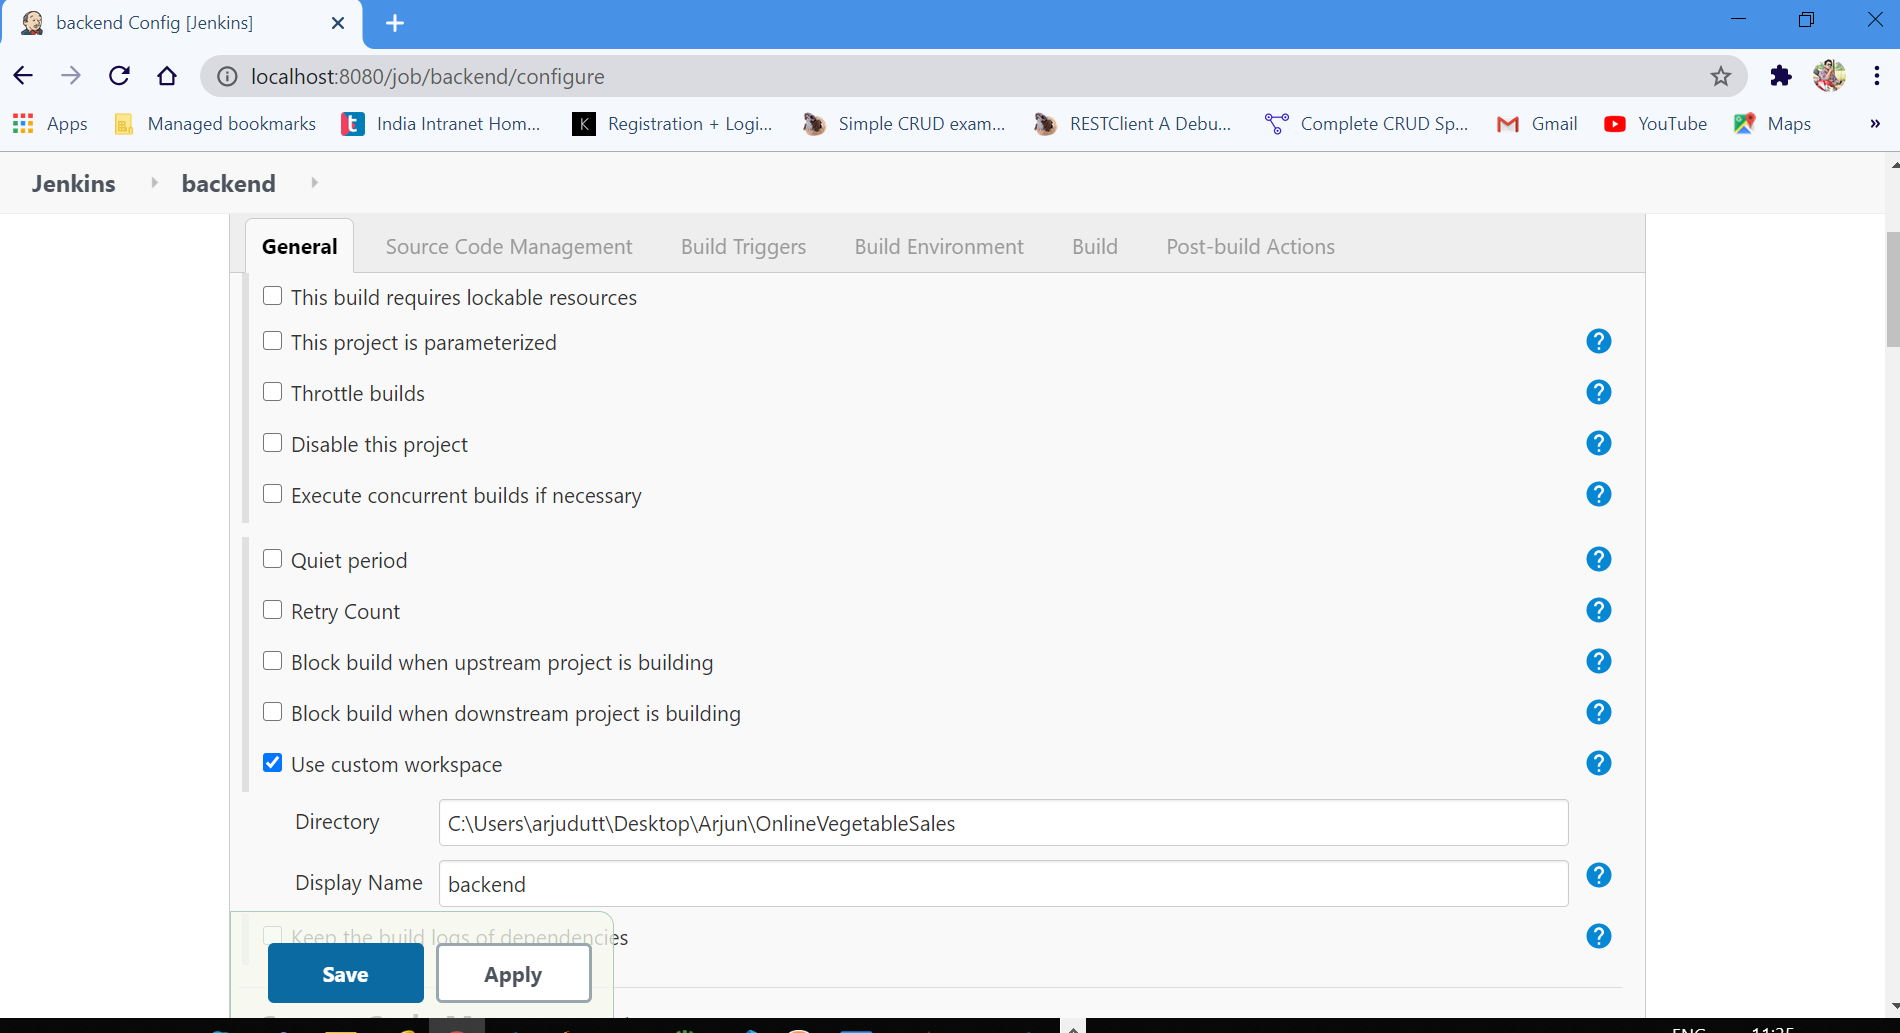 backend Config [Jenkins]
localhost:8080/job/backend/configure
Apps Managed bookmarks India Intranet Hom... Registration + Logi... Simple CRUD exam... RESTClient A Debu... Complete CRUD Sp... Gmail YouTube Maps »
Jenkins backend
General Source Code Management Build Triggers Build Environment Build Post-build Actions
This build requires lockable resources
This project is parameterized
Throttle builds
Disable this project
Execute concurrent builds if necessary
Quiet period
Retry Count
Block build when upstream project is building
Block build when downstream project is building
Use custom workspace
Directory C:\Users\arjudutt\Desktop\Arjun\OnlineVegetableSales
Display Name backend
Keep the build logs of dependencies
Save Apply
ENG 11:25